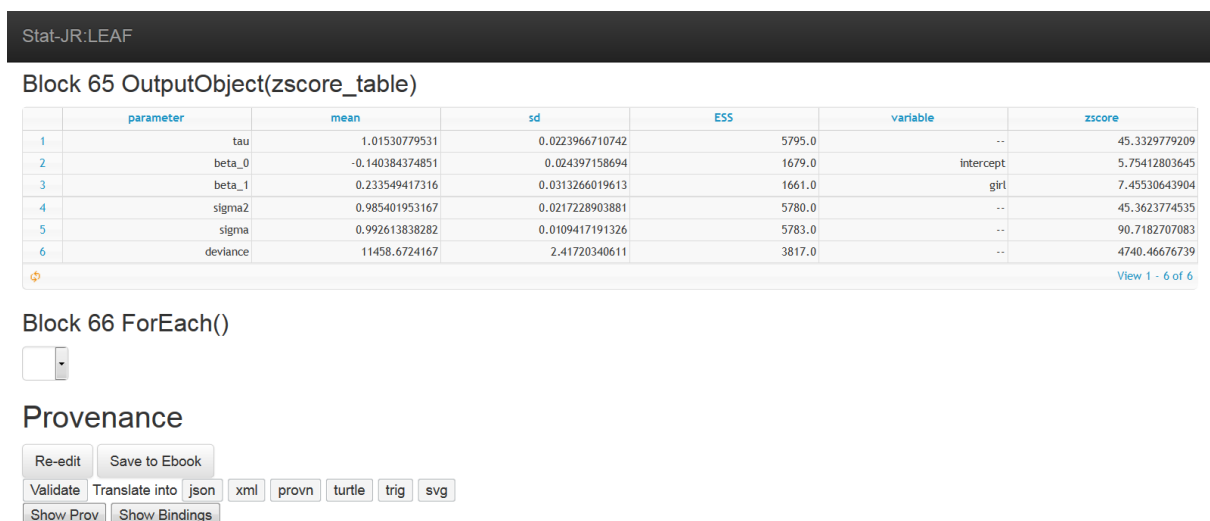 Stat-JR:LEAF
Block 65 OutputObject(zscore_table)
parameter mean sd ESS variable zscore
1 tau 1.01530779531 0.0223966710742 5795.0 -- 45.3329779209
2 beta_0 -0.140384374851 0.024397158694 1679.0 intercept 5.75412803645
3 beta_1 0.233549417316 0.0313266019613 1661.0 girl 7.45530643904
4 sigma2 0.985401953167 0.0217228903881 5780.0 -- 45.3623774535
5 sigma 0.992613838282 0.0109417191326 5783.0 -- 90.7182707083
6 deviance 11458.6724167 2.41720340611 3817.0 -- 4740.46676739
View 1 - 6 of 6
Block 66 ForEach()
Provenance
Re-edit Save to Ebook
Validate Translate into json xml provn turtle trig svg
Show Prov Show Bindings